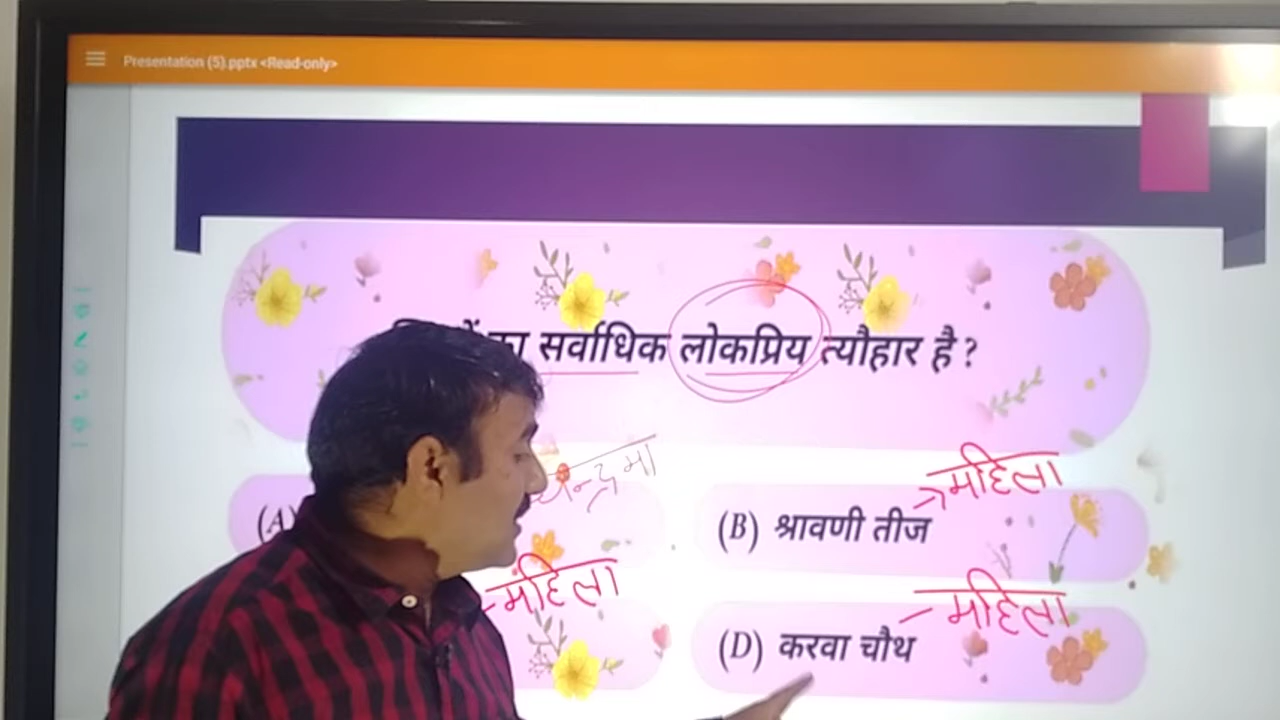 Presentation (5).pptx <Read-only>
का सर्वाधिक लोकप्रिय त्यौहार है ?
(A)
चन्द्रमा
(B) श्रावणी तीज
महिला
महिला
(D) करवा चौथ
महिला